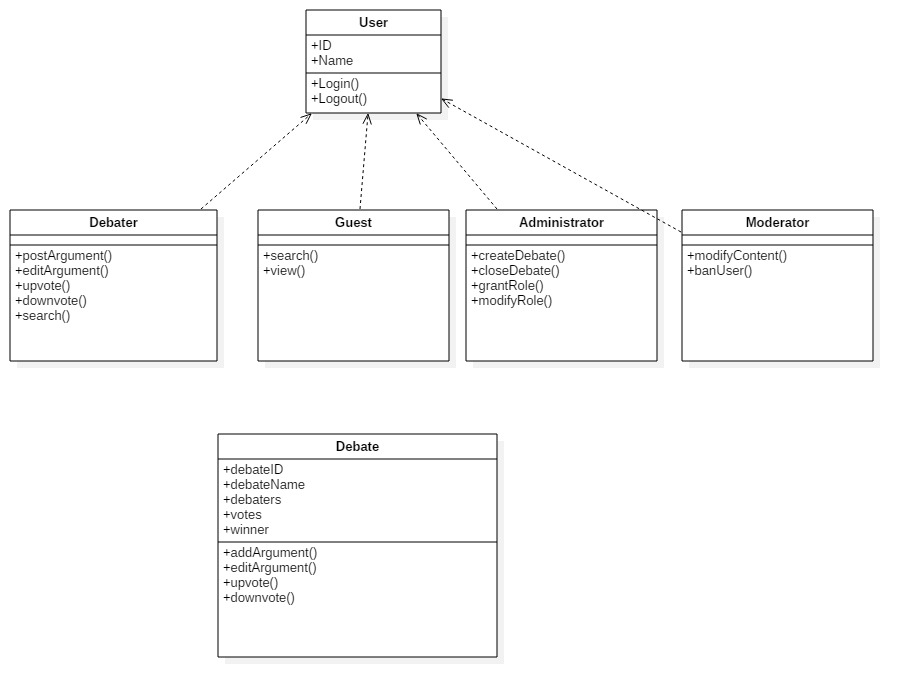 User
+ID
+Name
+Login()
+Logout()
Debater
+postArgument()
+editArgument()
+upvote()
+downvote()
+search()
Guest
+search()
+view()
Administrator
+createDebate()
+closeDebate()
+grantRole()
+modifyRole()
Moderator
+modifyContent()
+banUser()
Debate
+debateID
+debateName
+debaters
+votes
+winner
+addArgument()
+editArgument()
+upvote()
+downvote()